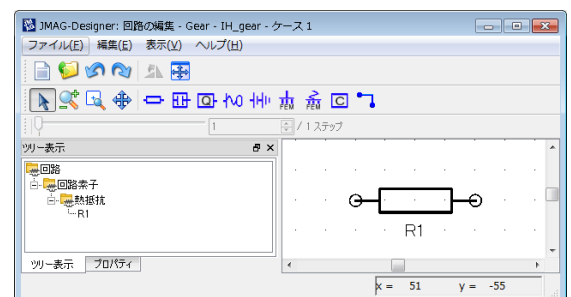 JMAG-Designer: 回路の編集 - Gear - IH_gear - ケース 1
ファイル(F) 編集(E) 表示(V) ヘルプ(H)
Q FEM FEM C
1 / 1 ステップ
ツリー表示
回路
回路素子
熱抵抗
R1
R1
ツリー表示 プロパティ
x = 51 y = -55